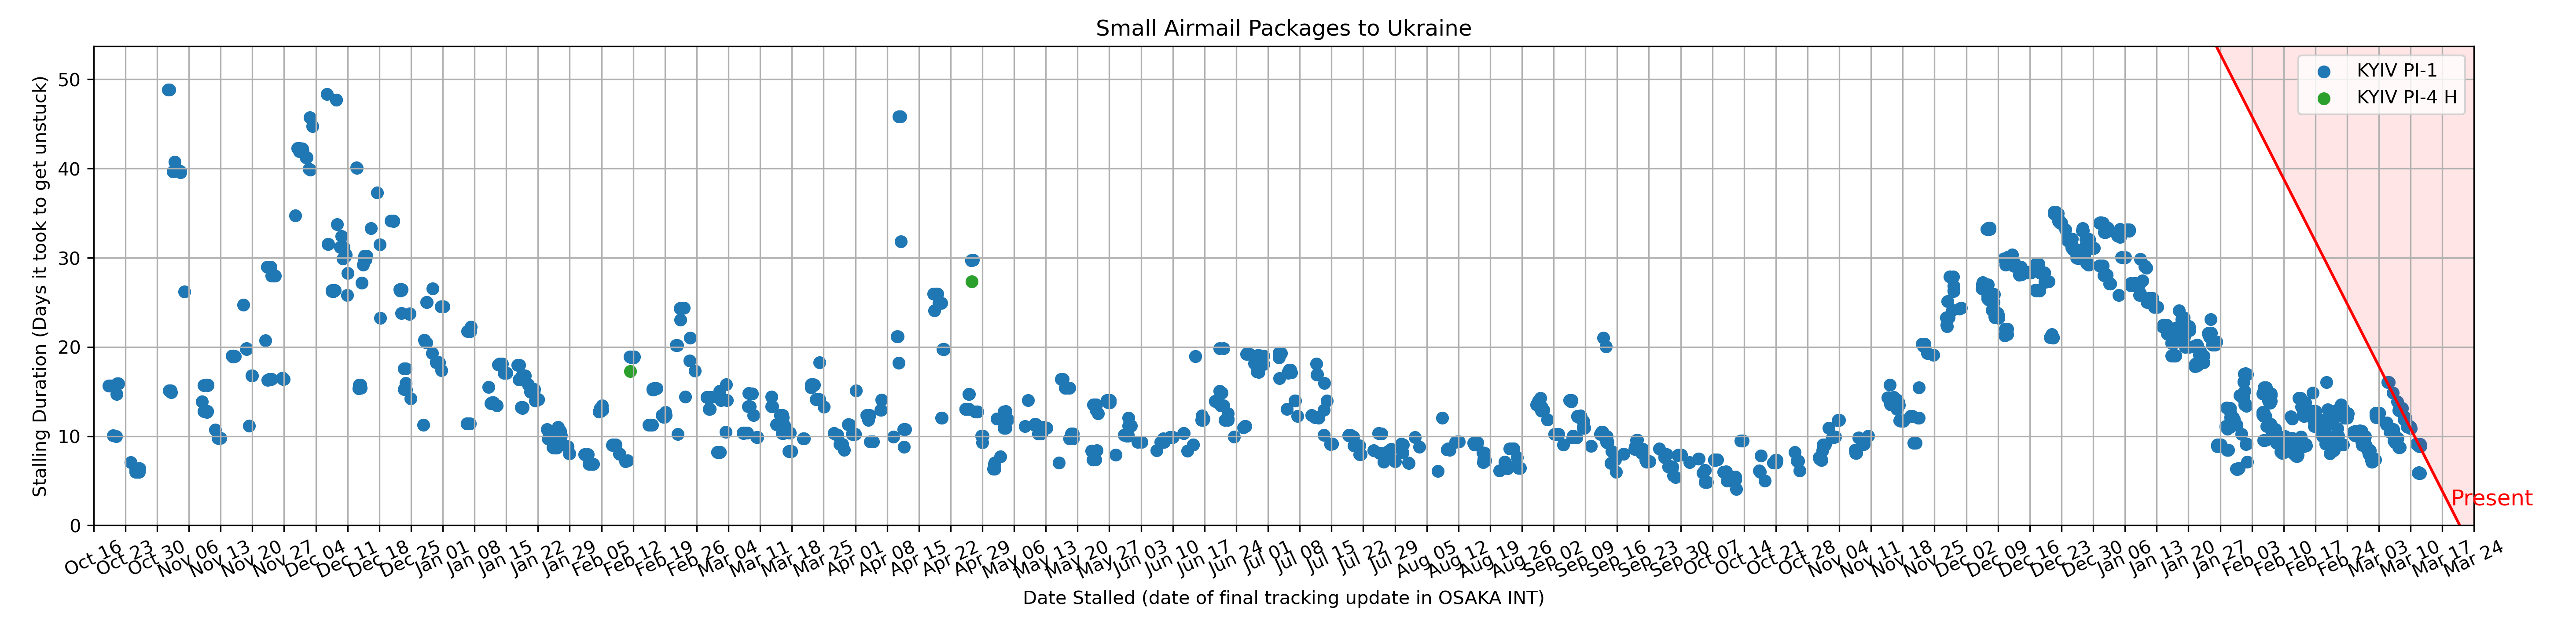 Small Airmail Packages to Ukraine
Stalling Duration (Days it took to get unstuck)
50
40
30
20
10
0
KYIV PI-1
KYIV PI-4 H
Present
Oct 16
Oct 23
Oct 30
Nov 06
Nov 13
Nov 20
Nov 27
Dec 04
Dec 11
Dec 18
Dec 25
Jan 01
Jan 08
Jan 15
Jan 22
Jan 29
Feb 05
Feb 12
Feb 19
Feb 26
Mar 04
Mar 11
Mar 18
Mar 25
Apr 01
Apr 08
Apr 15
Apr 22
Apr 29
May 06
May 13
May 20
May 27
Jun 03
Jun 10
Jun 17
Jun 24
Jul 01
Jul 08
Jul 15
Jul 22
Jul 29
Aug 05
Aug 12
Aug 19
Aug 26
Sep 02
Sep 09
Sep 16
Sep 23
Sep 30
Oct 07
Oct 14
Oct 21
Oct 28
Nov 04
Nov 11
Nov 18
Nov 25
Dec 02
Dec 09
Dec 16
Dec 23
Dec 30
Jan 06
Jan 13
Jan 20
Jan 27
Feb 03
Feb 10
Feb 17
Feb 24
Mar 03
Mar 10
Mar 17
Mar 24
Date Stalled (date of final tracking update in OSAKA INT)